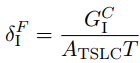 δ_I^F = G_I^C / (A_TSLC T)